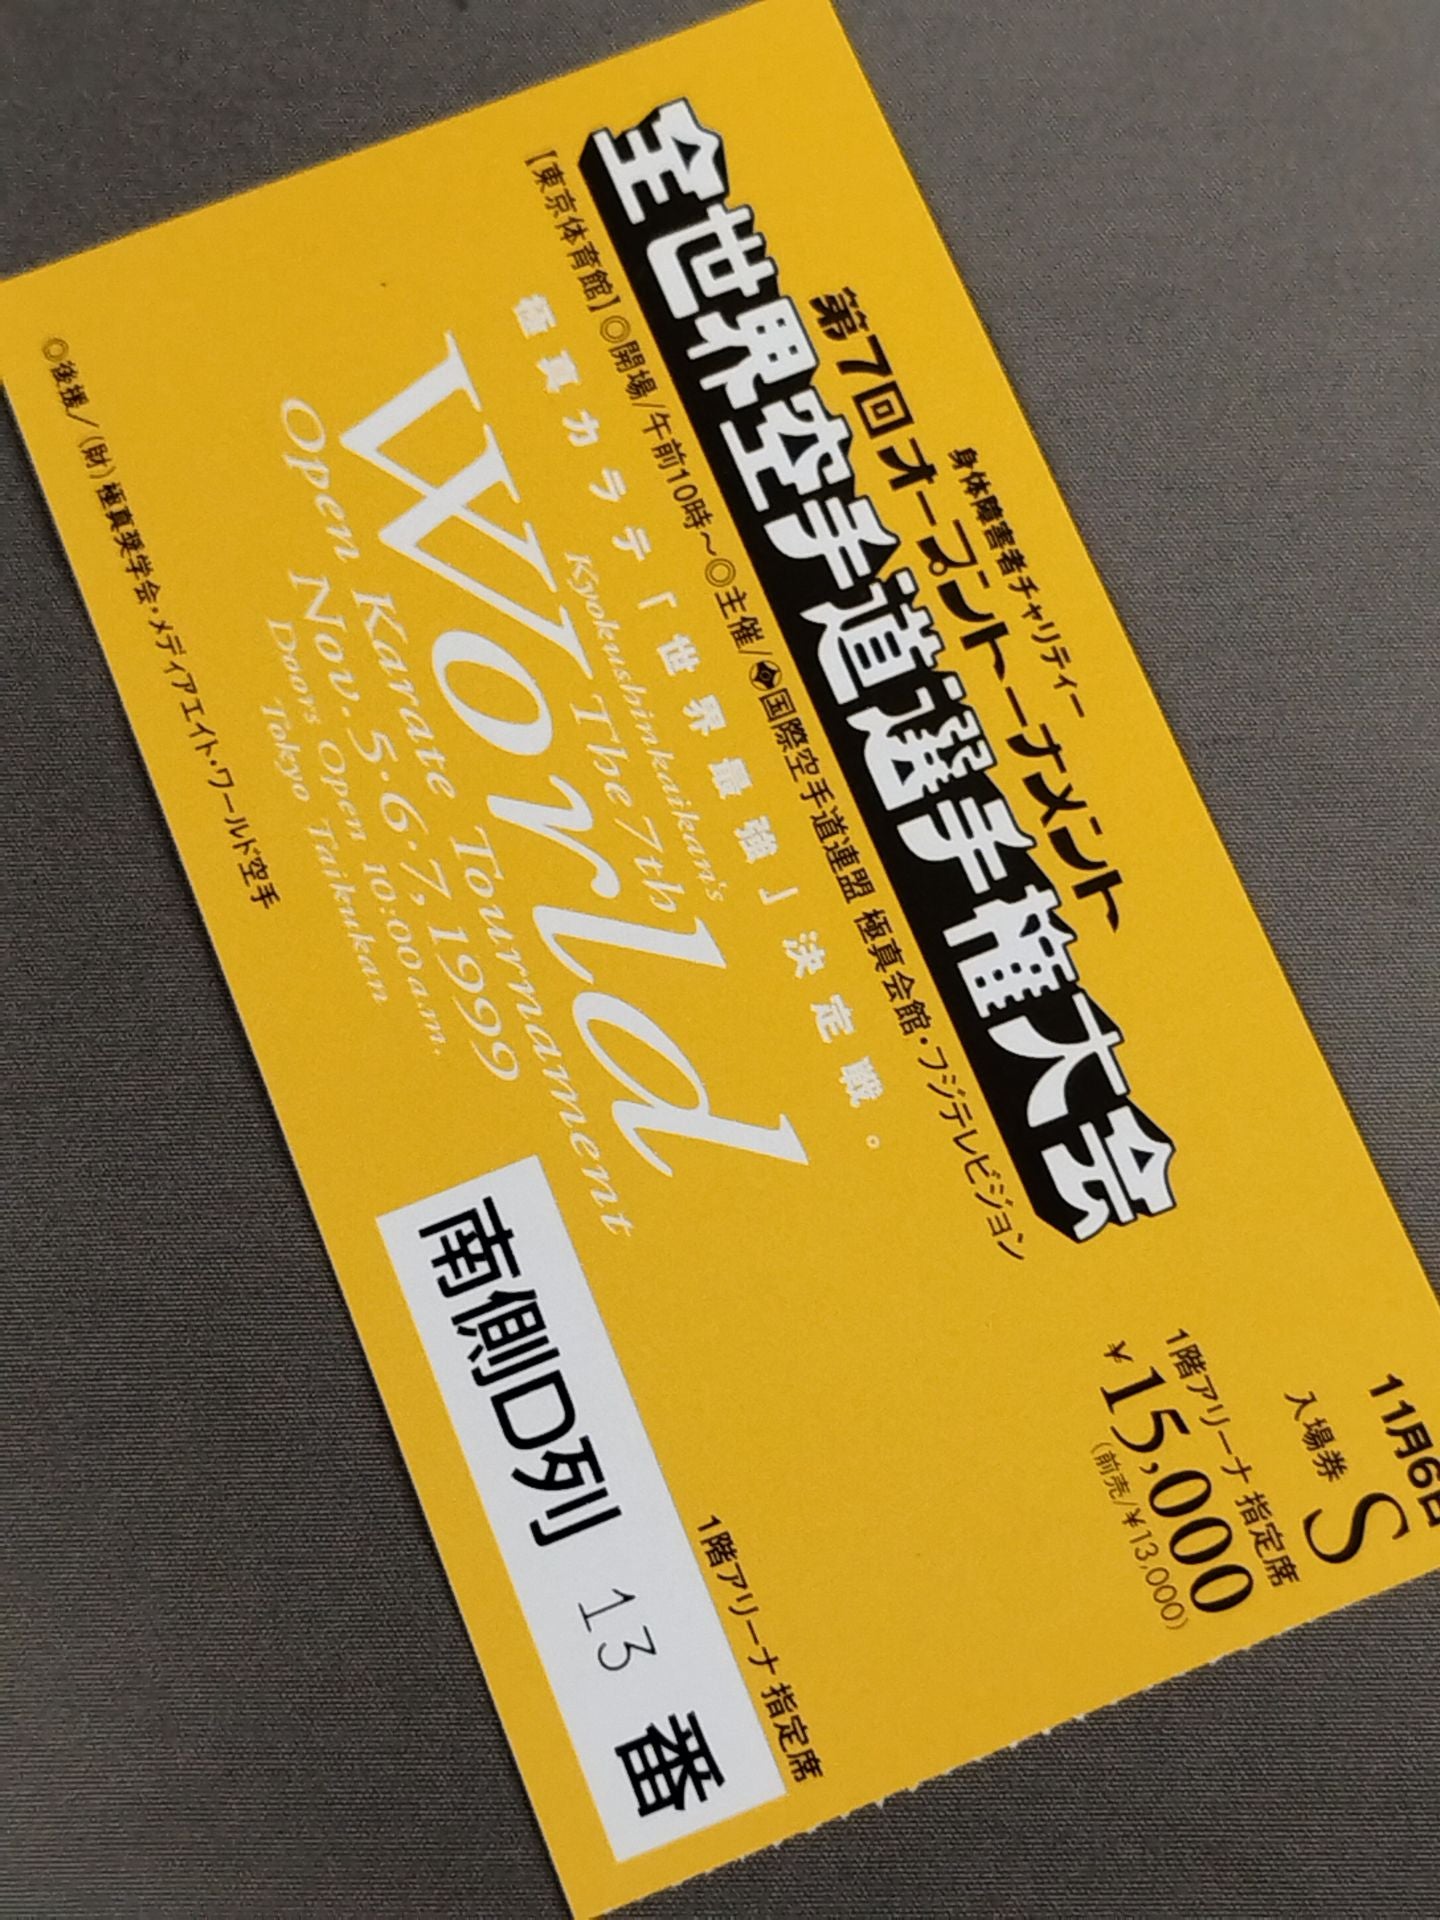 身体障害者チャリティー
第7回オープントーナメント
全世界空手道選手権大会
【東京体育館】◎開場/午前10時〜◎主催/国際空手道連盟 極真会館・フジテレビジョン
極真カラテ「世界最強」決定戦。
Kyokushinkaikan's
The 7th
World
Open Karate Tournament
Nov. 5・6・7, 1999
Doors Open 10:00 a.m.
Tokyo Taikukan
◎後援/(財)極真奨学会・メディアエイト・ワールド空手
11月6日
入場券 S
1階アリーナ 指定席
¥15,000
(前売/¥13,000)
1階アリーナ 指定席
南側D列 13 番